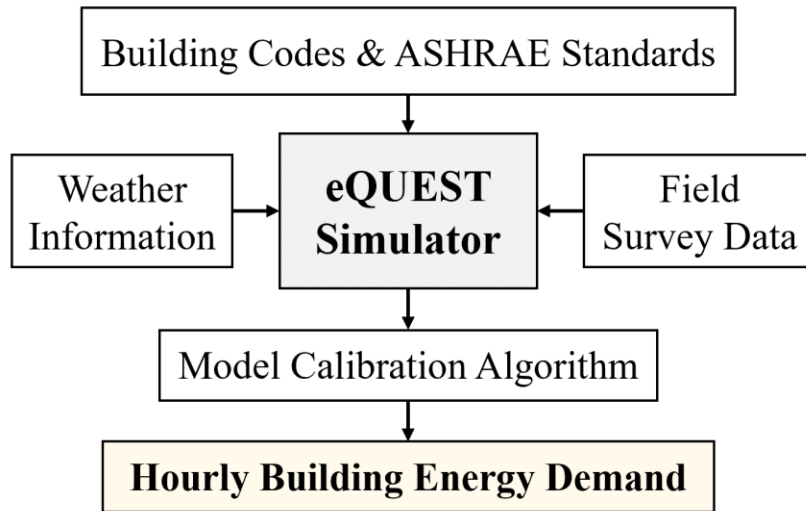 Building Codes & ASHRAE Standards
Weather
Information
eQUEST
Simulator
Field
Survey Data
Model Calibration Algorithm
Hourly Building Energy Demand